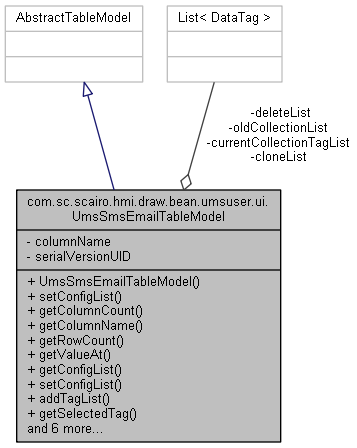 AbstractTableModel
List< DataTag >
-deleteList
-oldCollectionList
-currentCollectionTagList
-cloneList
com.sc.scairo.hmi.draw.bean.umsuser.ui.
UmsSmsEmailTableModel
- columnName
- serialVersionUID
+ UmsSmsEmailTableModel()
+ setConfigList()
+ getColumnCount()
+ getColumnName()
+ getRowCount()
+ getValueAt()
+ getConfigList()
+ setConfigList()
+ addTagList()
+ getSelectedTag()
and 6 more...